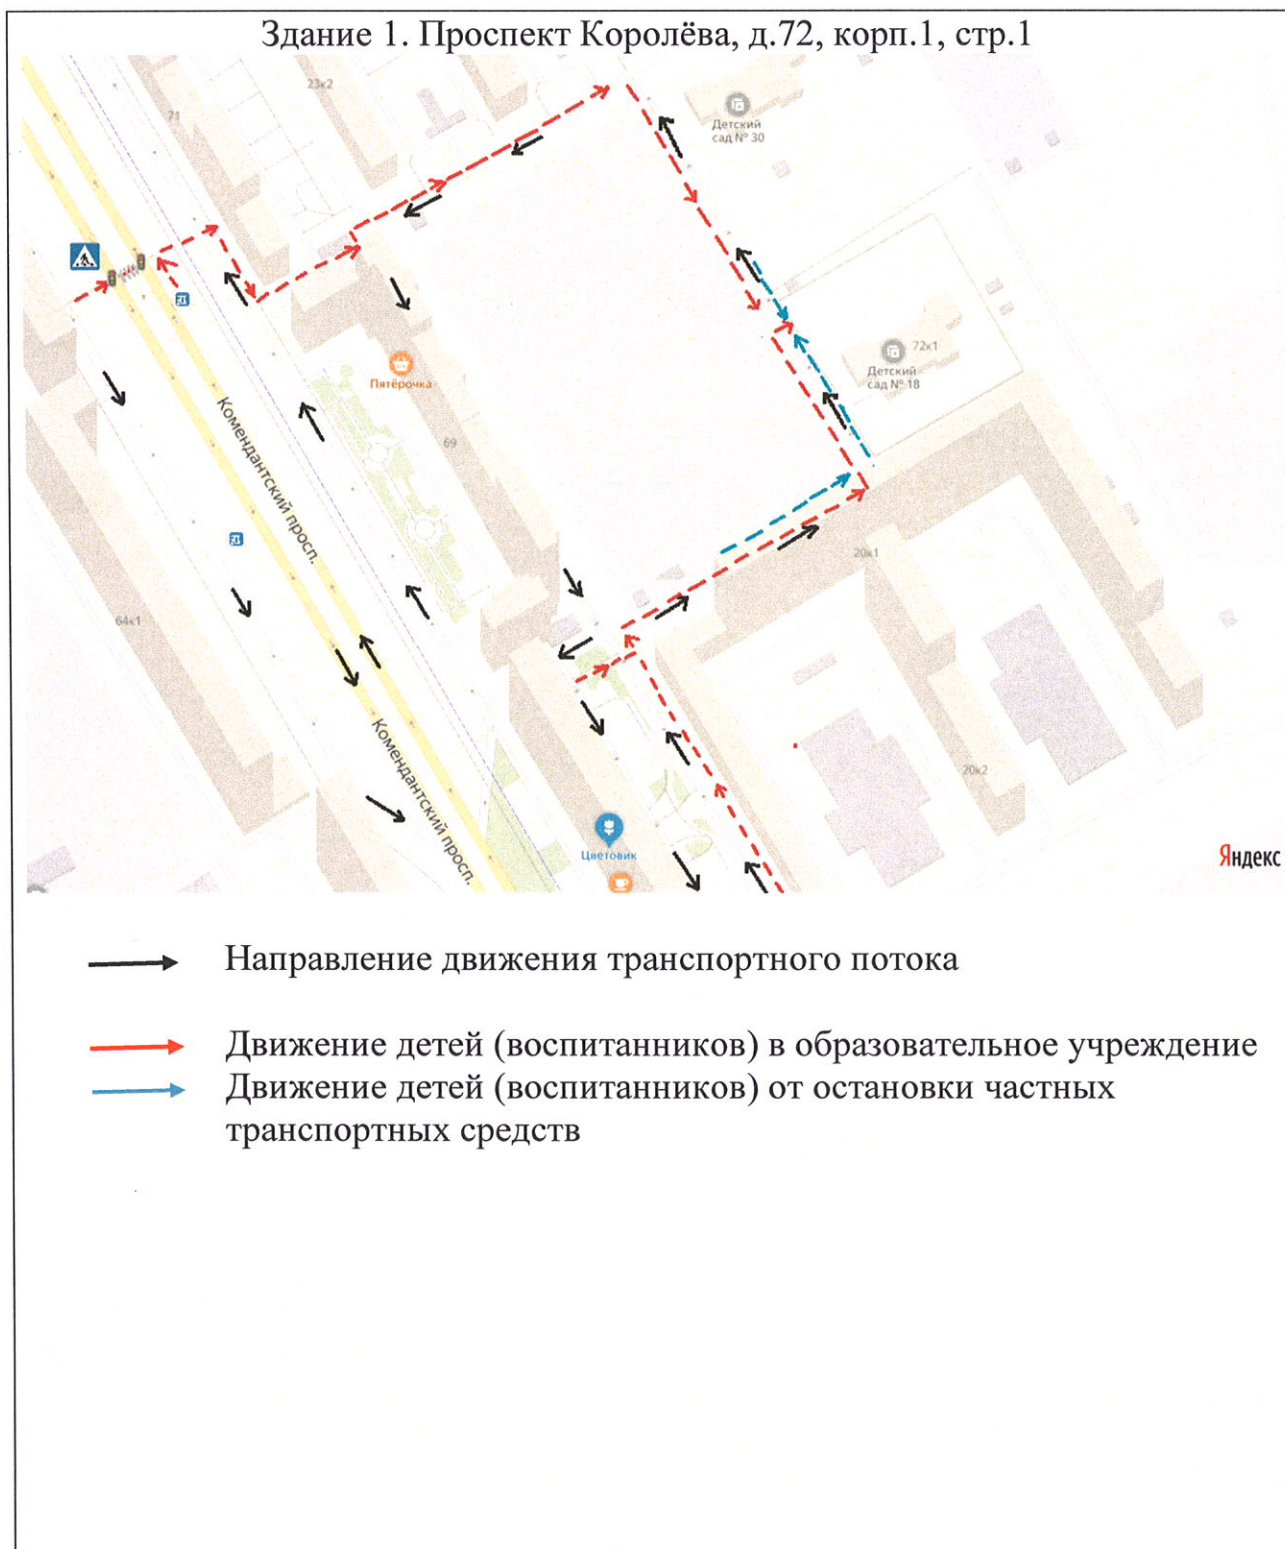 Здание 1. Проспект Королёва, д.72, корп.1, стр.1
23к2
71
Детский
сад № 30
72к1
Детский
сад № 18
Пятёрочка
Комендантский просп.
69
20к1
64к1
Комендантский просп.
20к2
Цветовик
Яндекс
Направление движения транспортного потока
Движение детей (воспитанников) в образовательное учреждение
Движение детей (воспитанников) от остановки частных
транспортных средств